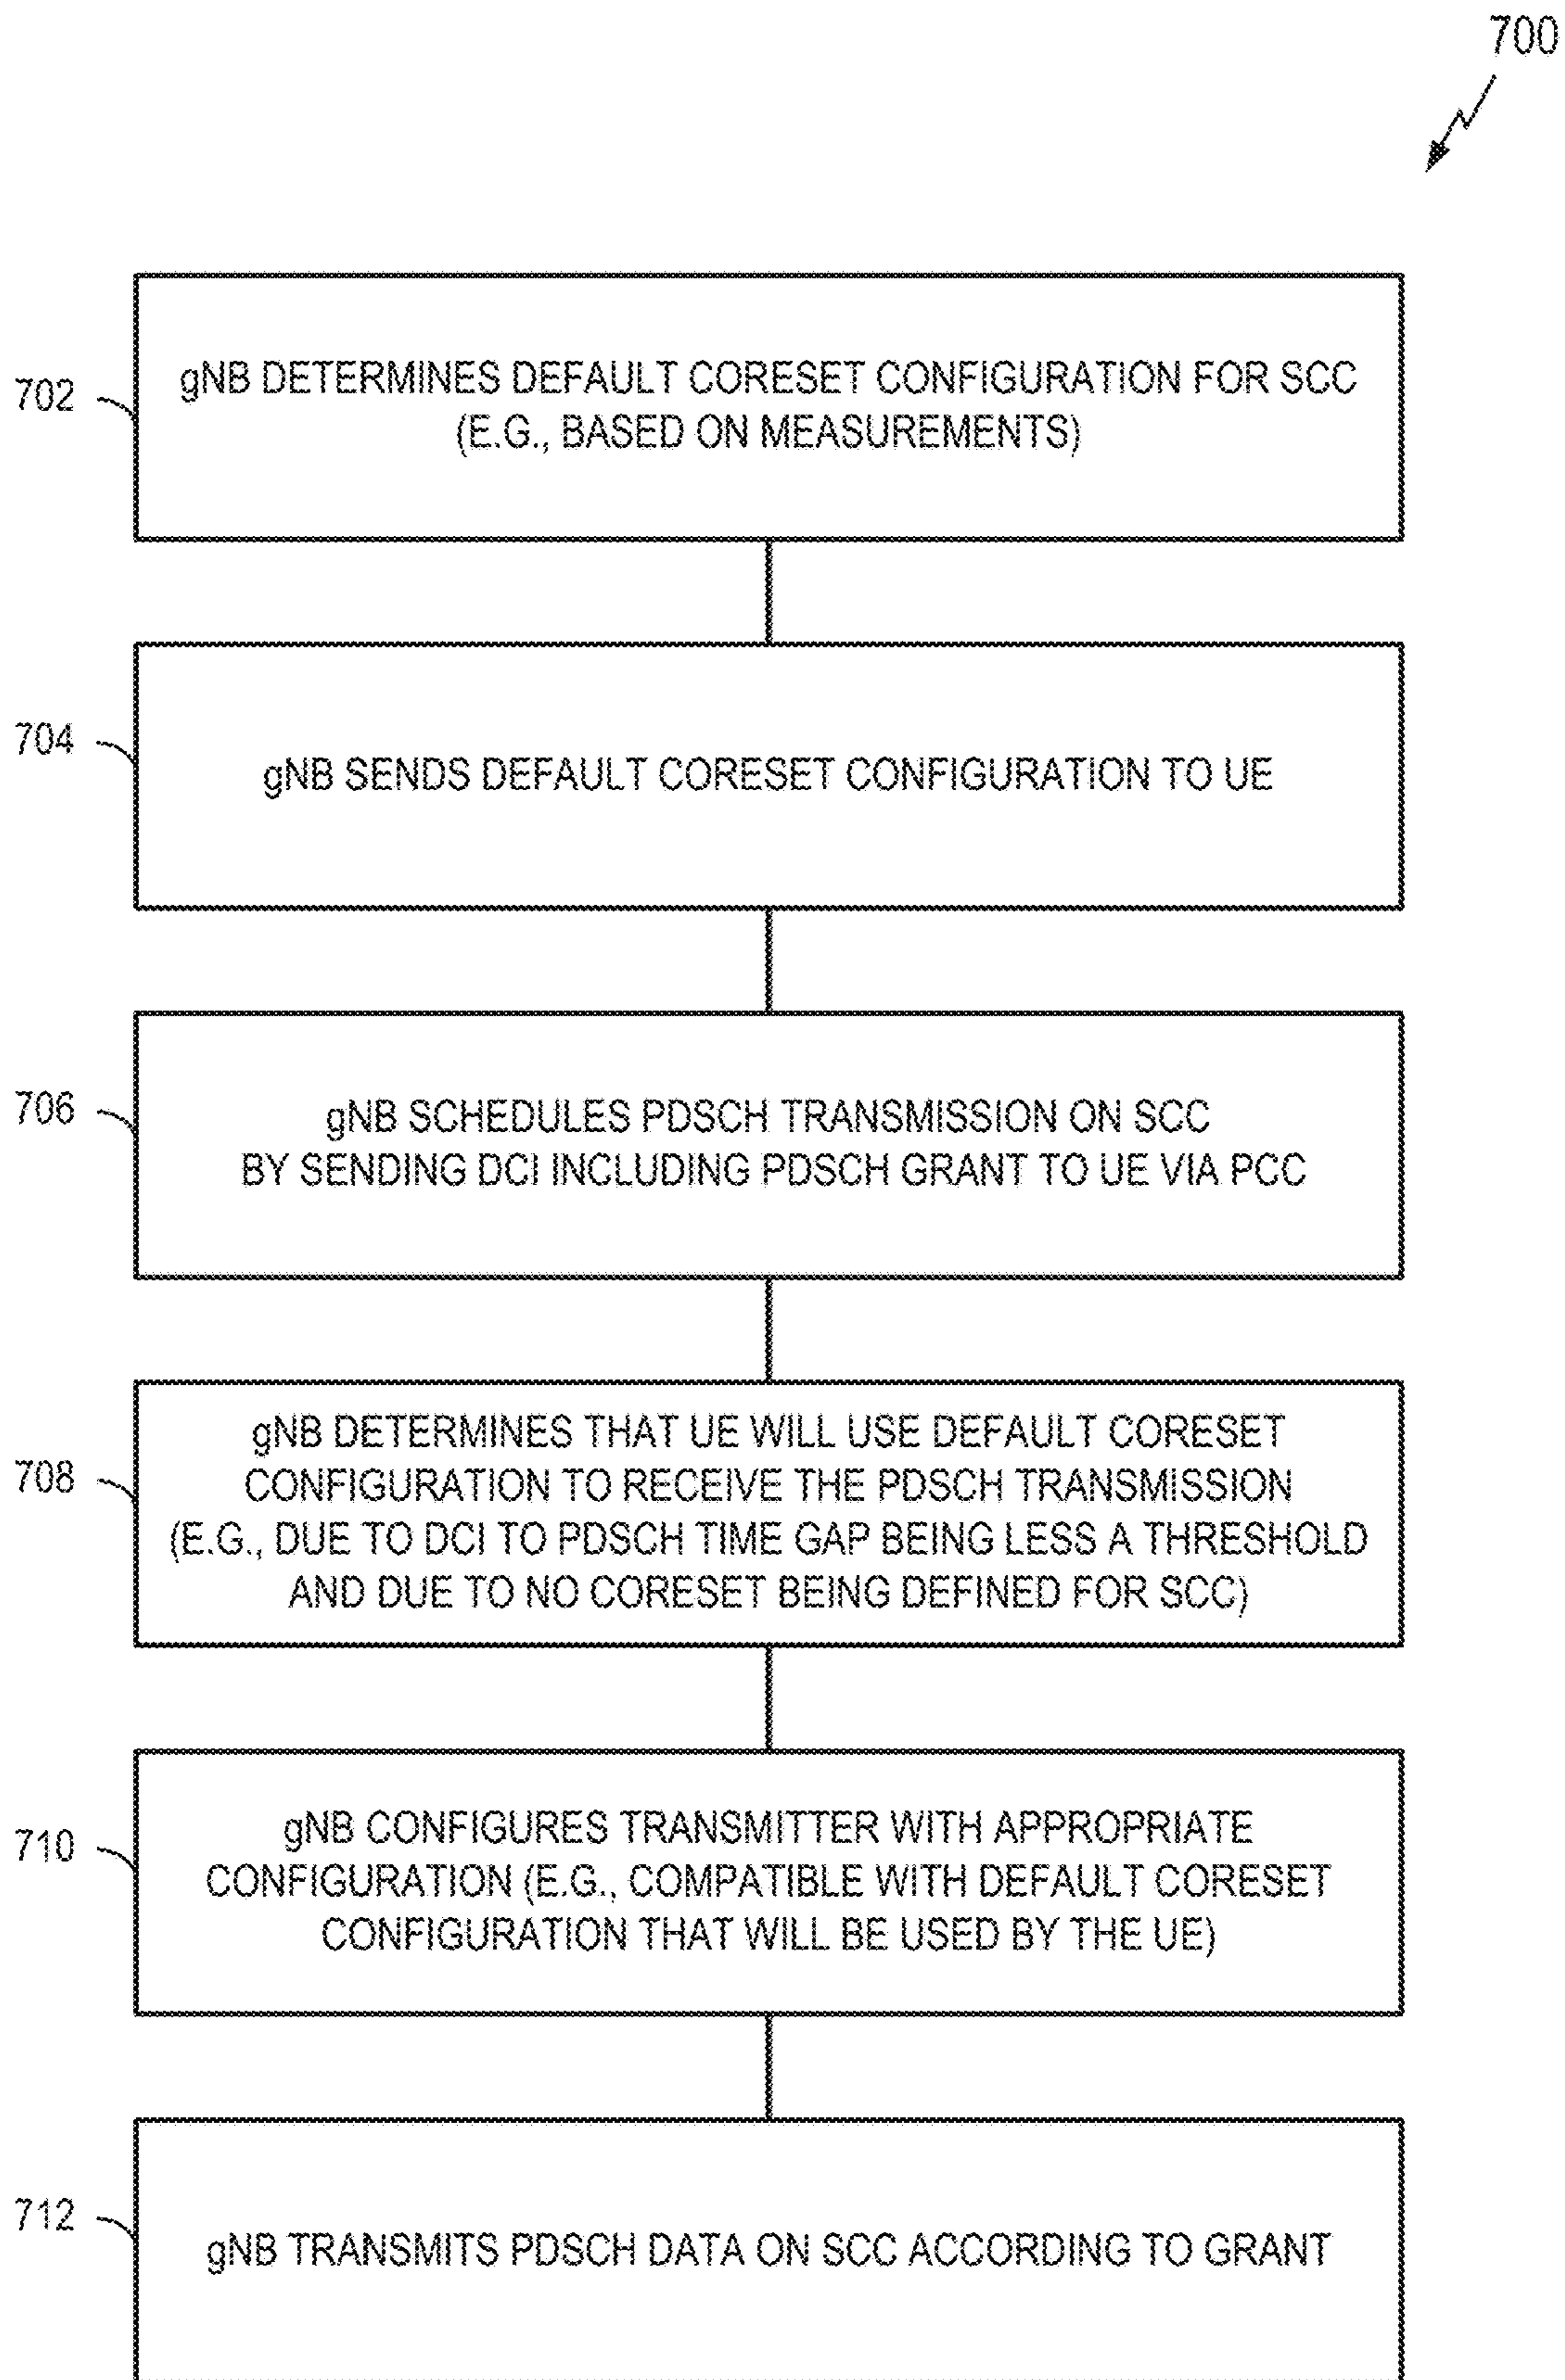 700
702
gNB DETERMINES DEFAULT CORESET CONFIGURATION FOR SCC
(E.G., BASED ON MEASUREMENTS)
704
gNB SENDS DEFAULT CORESET CONFIGURATION TO UE
706
gNB SCHEDULES PDSCH TRANSMISSION ON SCC
BY SENDING DCI INCLUDING PDSCH GRANT TO UE VIA PCC
708
gNB DETERMINES THAT UE WILL USE DEFAULT CORESET
CONFIGURATION TO RECEIVE THE PDSCH TRANSMISSION
(E.G., DUE TO DCI TO PDSCH TIME GAP BEING LESS A THRESHOLD
AND DUE TO NO CORESET BEING DEFINED FOR SCC)
710
gNB CONFIGURES TRANSMITTER WITH APPROPRIATE
CONFIGURATION (E.G., COMPATIBLE WITH DEFAULT CORESET
CONFIGURATION THAT WILL BE USED BY THE UE)
712
gNB TRANSMITS PDSCH DATA ON SCC ACCORDING TO GRANT